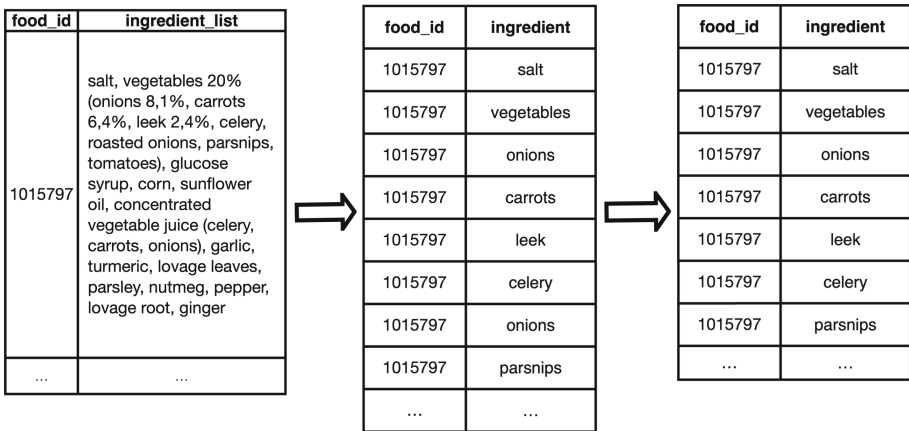 food_id ingredient_list
1015797 salt, vegetables 20%
(onions 8,1%, carrots
6,4%, leek 2,4%, celery,
roasted onions, parsnips,
tomatoes), glucose
syrup, corn, sunflower
oil, concentrated
vegetable juice (celery,
carrots, onions), garlic,
turmeric, lovage leaves,
parsley, nutmeg, pepper,
lovage root, ginger
... ...
food_id ingredient
1015797 salt
1015797 vegetables
1015797 onions
1015797 carrots
1015797 leek
1015797 celery
1015797 onions
1015797 parsnips
... ...
food_id ingredient
1015797 salt
1015797 vegetables
1015797 onions
1015797 carrots
1015797 leek
1015797 celery
1015797 parsnips
... ...